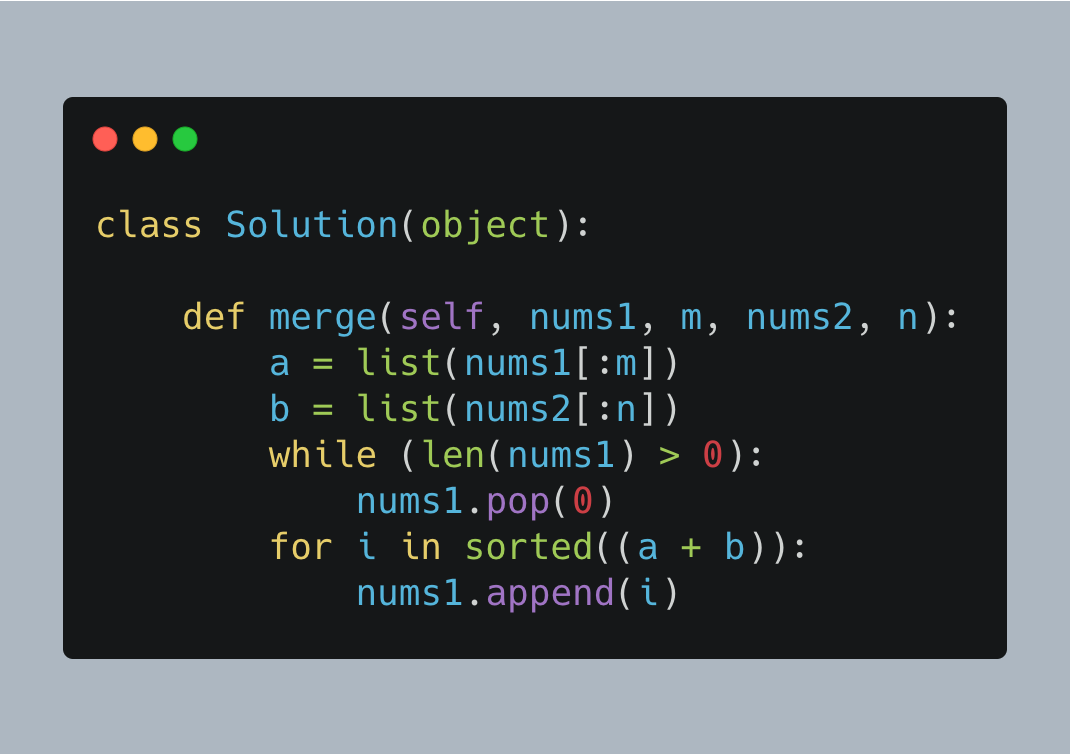 class Solution(object):
    def merge(self, nums1, m, nums2, n):
        a = list(nums1[:m])
        b = list(nums2[:n])
        while (len(nums1) > 0):
            nums1.pop(0)
        for i in sorted((a + b)):
            nums1.append(i)